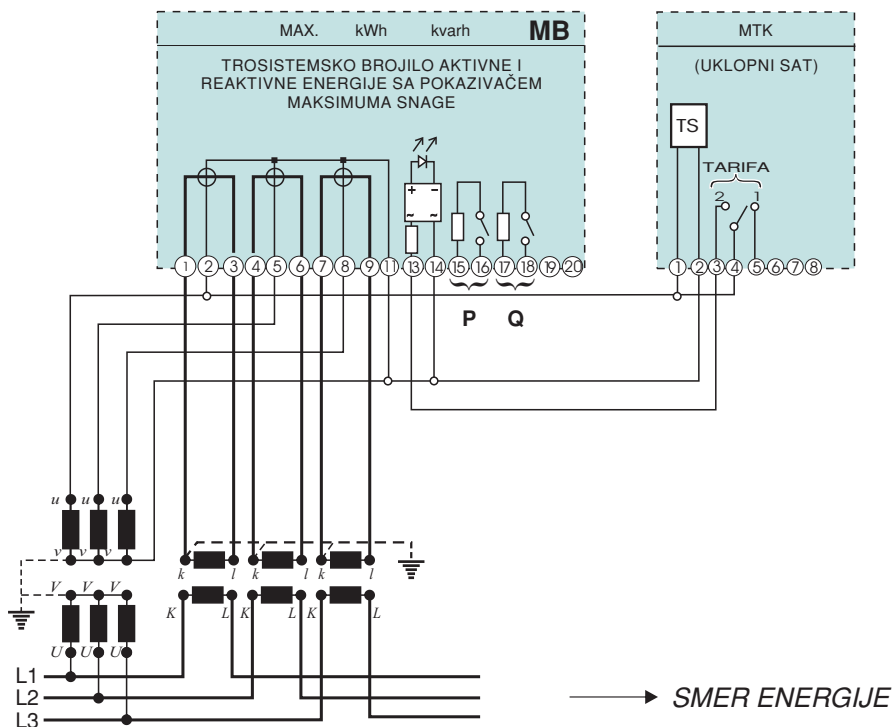 MAX. kWh kvarh MB
TROSISTEMSKO BROJILO AKTIVNE I
REAKTIVNE ENERGIJE SA POKAZIVAČEM
MAKSIMUMA SNAGE
MTK
(UKLOPNI SAT)
TS
TARIFA
2 1
+ −
~ ~
1 2 3 4 5 6 7 8 9 11 13 14 15 16 17 18 19 20
1 2 3 4 5 6 7 8
P Q
u u u
v v v
k l k l k l
V V V
K L K L K L
U U U
L1
L2
L3
SMER ENERGIJE